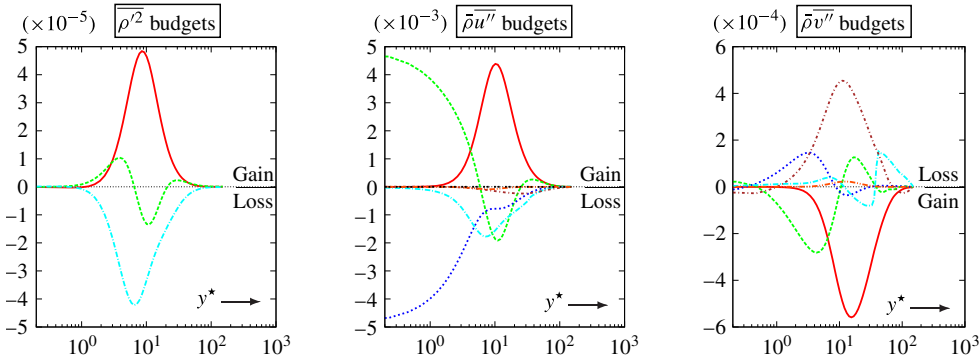 (×10⁻⁵) \overline{ρ′²} budgets
5
4
3
2
1
0
−1
−2
−3
−4
−5
Gain
Loss
y⋆
10⁰ 10¹ 10² 10³
(×10⁻³) ρ̄\overline{u″} budgets
5
4
3
2
1
0
−1
−2
−3
−4
−5
Gain
Loss
y⋆
10⁰ 10¹ 10² 10³
(×10⁻⁴) ρ̄\overline{v″} budgets
6
4
2
0
−2
−4
−6
Loss
Gain
y⋆
10⁰ 10¹ 10² 10³